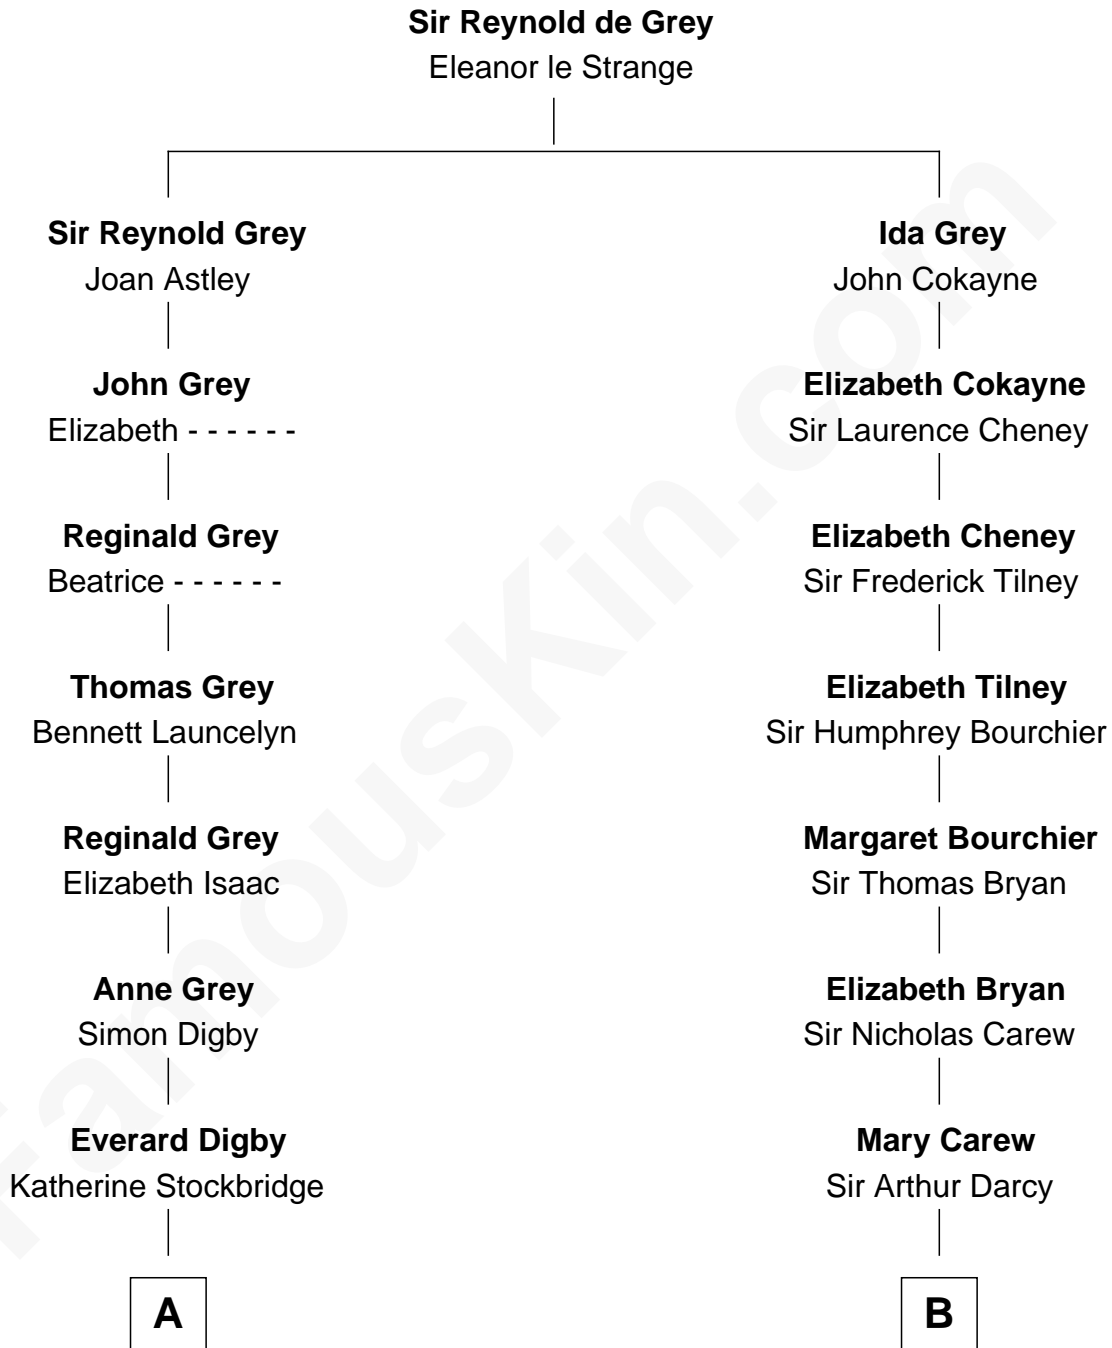 Sir Reynold de Grey
Eleanor le Strange
Sir Reynold Grey
Joan Astley
Ida Grey
John Cokayne
John Grey
Elizabeth - - - - - -
Elizabeth Cokayne
Sir Laurence Cheney
Reginald Grey
Beatrice - - - - - -
Elizabeth Cheney
Sir Frederick Tilney
Thomas Grey
Bennett Launcelyn
Elizabeth Tilney
Sir Humphrey Bourchier
Reginald Grey
Elizabeth Isaac
Margaret Bourchier
Sir Thomas Bryan
Anne Grey
Simon Digby
Elizabeth Bryan
Sir Nicholas Carew
Everard Digby
Katherine Stockbridge
Mary Carew
Sir Arthur Darcy
A
B
FamousKin.com